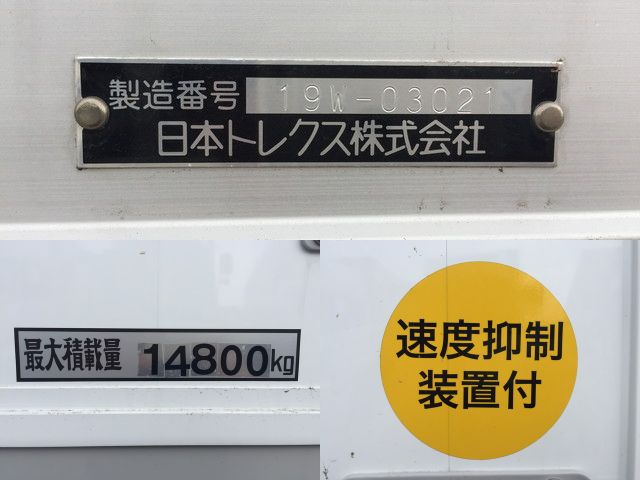 製造番号 19W-03021
日本トレクス株式会社
最大積載量 14800kg
速度抑制
装置付